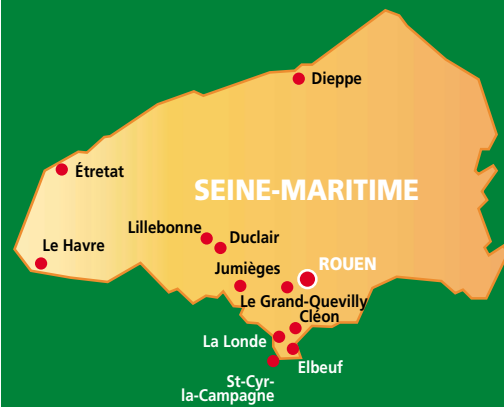 Dieppe
Étretat
SEINE-MARITIME
Lillebonne
Duclair
Le Havre
Jumièges
ROUEN
Le Grand-Quevilly
Cléon
La Londe
Elbeuf
St-Cyr-
la-Campagne